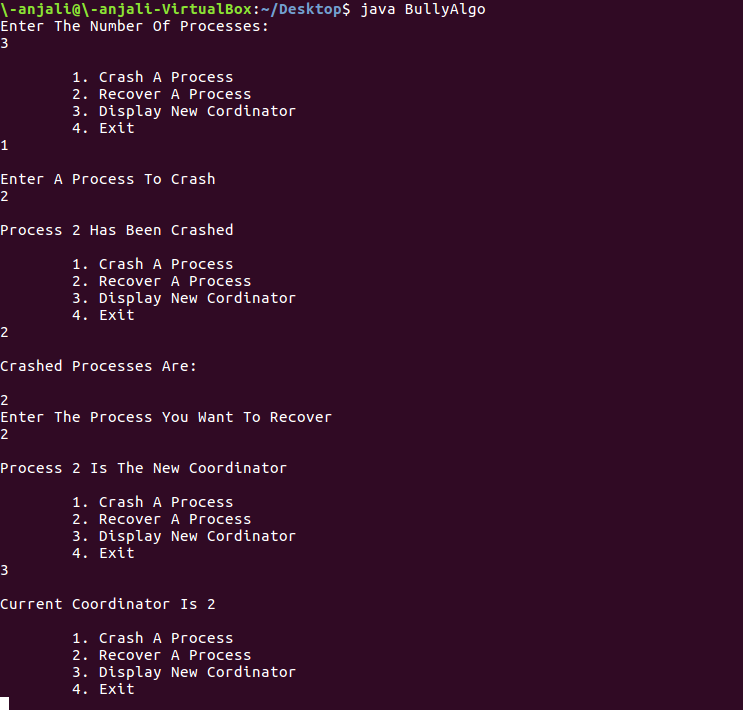 \-anjali@\-anjali-VirtualBox:~/Desktop$ java BullyAlgo
Enter The Number Of Processes:
3
1. Crash A Process
2. Recover A Process
3. Display New Cordinator
4. Exit
1
Enter A Process To Crash
2
Process 2 Has Been Crashed
1. Crash A Process
2. Recover A Process
3. Display New Cordinator
4. Exit
2
Crashed Processes Are:
2
Enter The Process You Want To Recover
2
Process 2 Is The New Coordinator
1. Crash A Process
2. Recover A Process
3. Display New Cordinator
4. Exit
3
Current Coordinator Is 2
1. Crash A Process
2. Recover A Process
3. Display New Cordinator
4. Exit